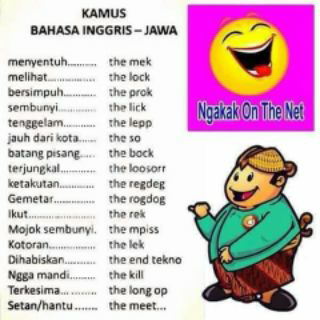 KAMUS
BAHASA INGGRIS – JAWA
menyentuh.......... the mek
melihat................ the lock
bersimpuh........... the prok
sembunyi............ the lick
tenggelam........... the lepp
jauh dari kota...... the so
batang pisang..... the bock
terjungkal............ the loosorr
ketakutan............ the regdeg
Gemetar.............. the rogdog
Ikut...................... the rek
Mojok sembunyi. the mpiss
Kotoran............... the lek
Dihabiskan.......... the end tekno
Ngga mandi........ the kill
Terkesima........... the long op
Setan/hantu ....... the meet...
Ngakak On The Net